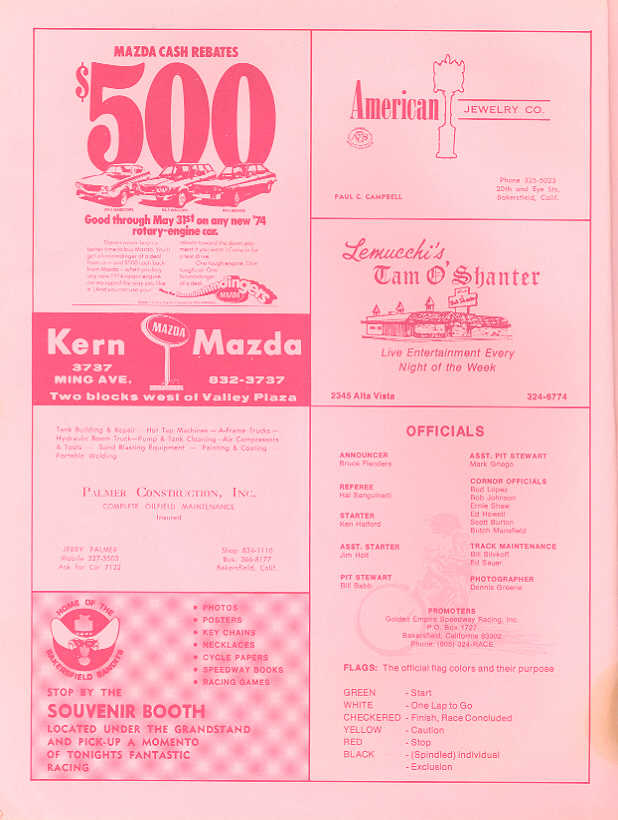 MAZDA CASH REBATES
$500
Good through May 31st on any new '74
rotary-engine car.
Kern Mazda
MAZDA
3737
MING AVE. 832-3737
Two blocks west of Valley Plaza
Tank Building & Repair Hot Tap Machines — A-Frame Trucks —
Hydraulic Boom Truck—Pump & Tank Cleaning—Air Compressors
& Tools — Sand Blasting Equipment — Painting & Coating
Portable Welding
PALMER CONSTRUCTION, INC.
COMPLETE OILFIELD MAINTENANCE
Insured
JERRY PALMER
Mobile 327-3503
Ask for Car 7122
Shop: 834-1110
Res. 366-8177
Bakersfield, Calif.
HOME OF THE
BAKERSFIELD BANDITS
• PHOTOS
• POSTERS
• KEY CHAINS
• NECKLACES
• CYCLE PAPERS
• SPEEDWAY BOOKS
• RACING GAMES
STOP BY THE
SOUVENIR BOOTH
LOCATED UNDER THE GRANDSTAND
AND PICK-UP A MOMENTO
OF TONIGHTS FANTASTIC
RACING
American JEWELRY CO.
PAUL C. CAMPBELL
Phone 325-5023
20th and Eye Sts.
Bakersfield, Calif.
Lemucchi's
Tam O'Shanter
Live Entertainment Every
Night of the Week
2345 Alta Vista 324-6774
OFFICIALS
ANNOUNCER
Bruce Flanders
REFEREE
Hal Sanguinetti
STARTER
Ken Halford
ASST. STARTER
Jim Holt
PIT STEWART
Bill Babb
ASST. PIT STEWART
Mark Griego
CORNOR OFFICIALS
Rod Lopez
Bob Johnson
Ernie Shaw
Ed Howell
Scott Burton
Butch Mansfield
TRACK MAINTENANCE
Bill Slivkoff
Ed Sauer
PHOTOGRAPHER
Dennis Greene
PROMOTERS
Golden Empire Speedway Racing, Inc.
P.O. Box 1727
Bakersfield, California 93302
Phone: (805) 324-RACE
FLAGS: The official flag colors and their purpose
GREEN - Start
WHITE - One Lap to Go
CHECKERED - Finish, Race Concluded
YELLOW - Caution
RED - Stop
BLACK - (Spindled) individual
- Exclusion